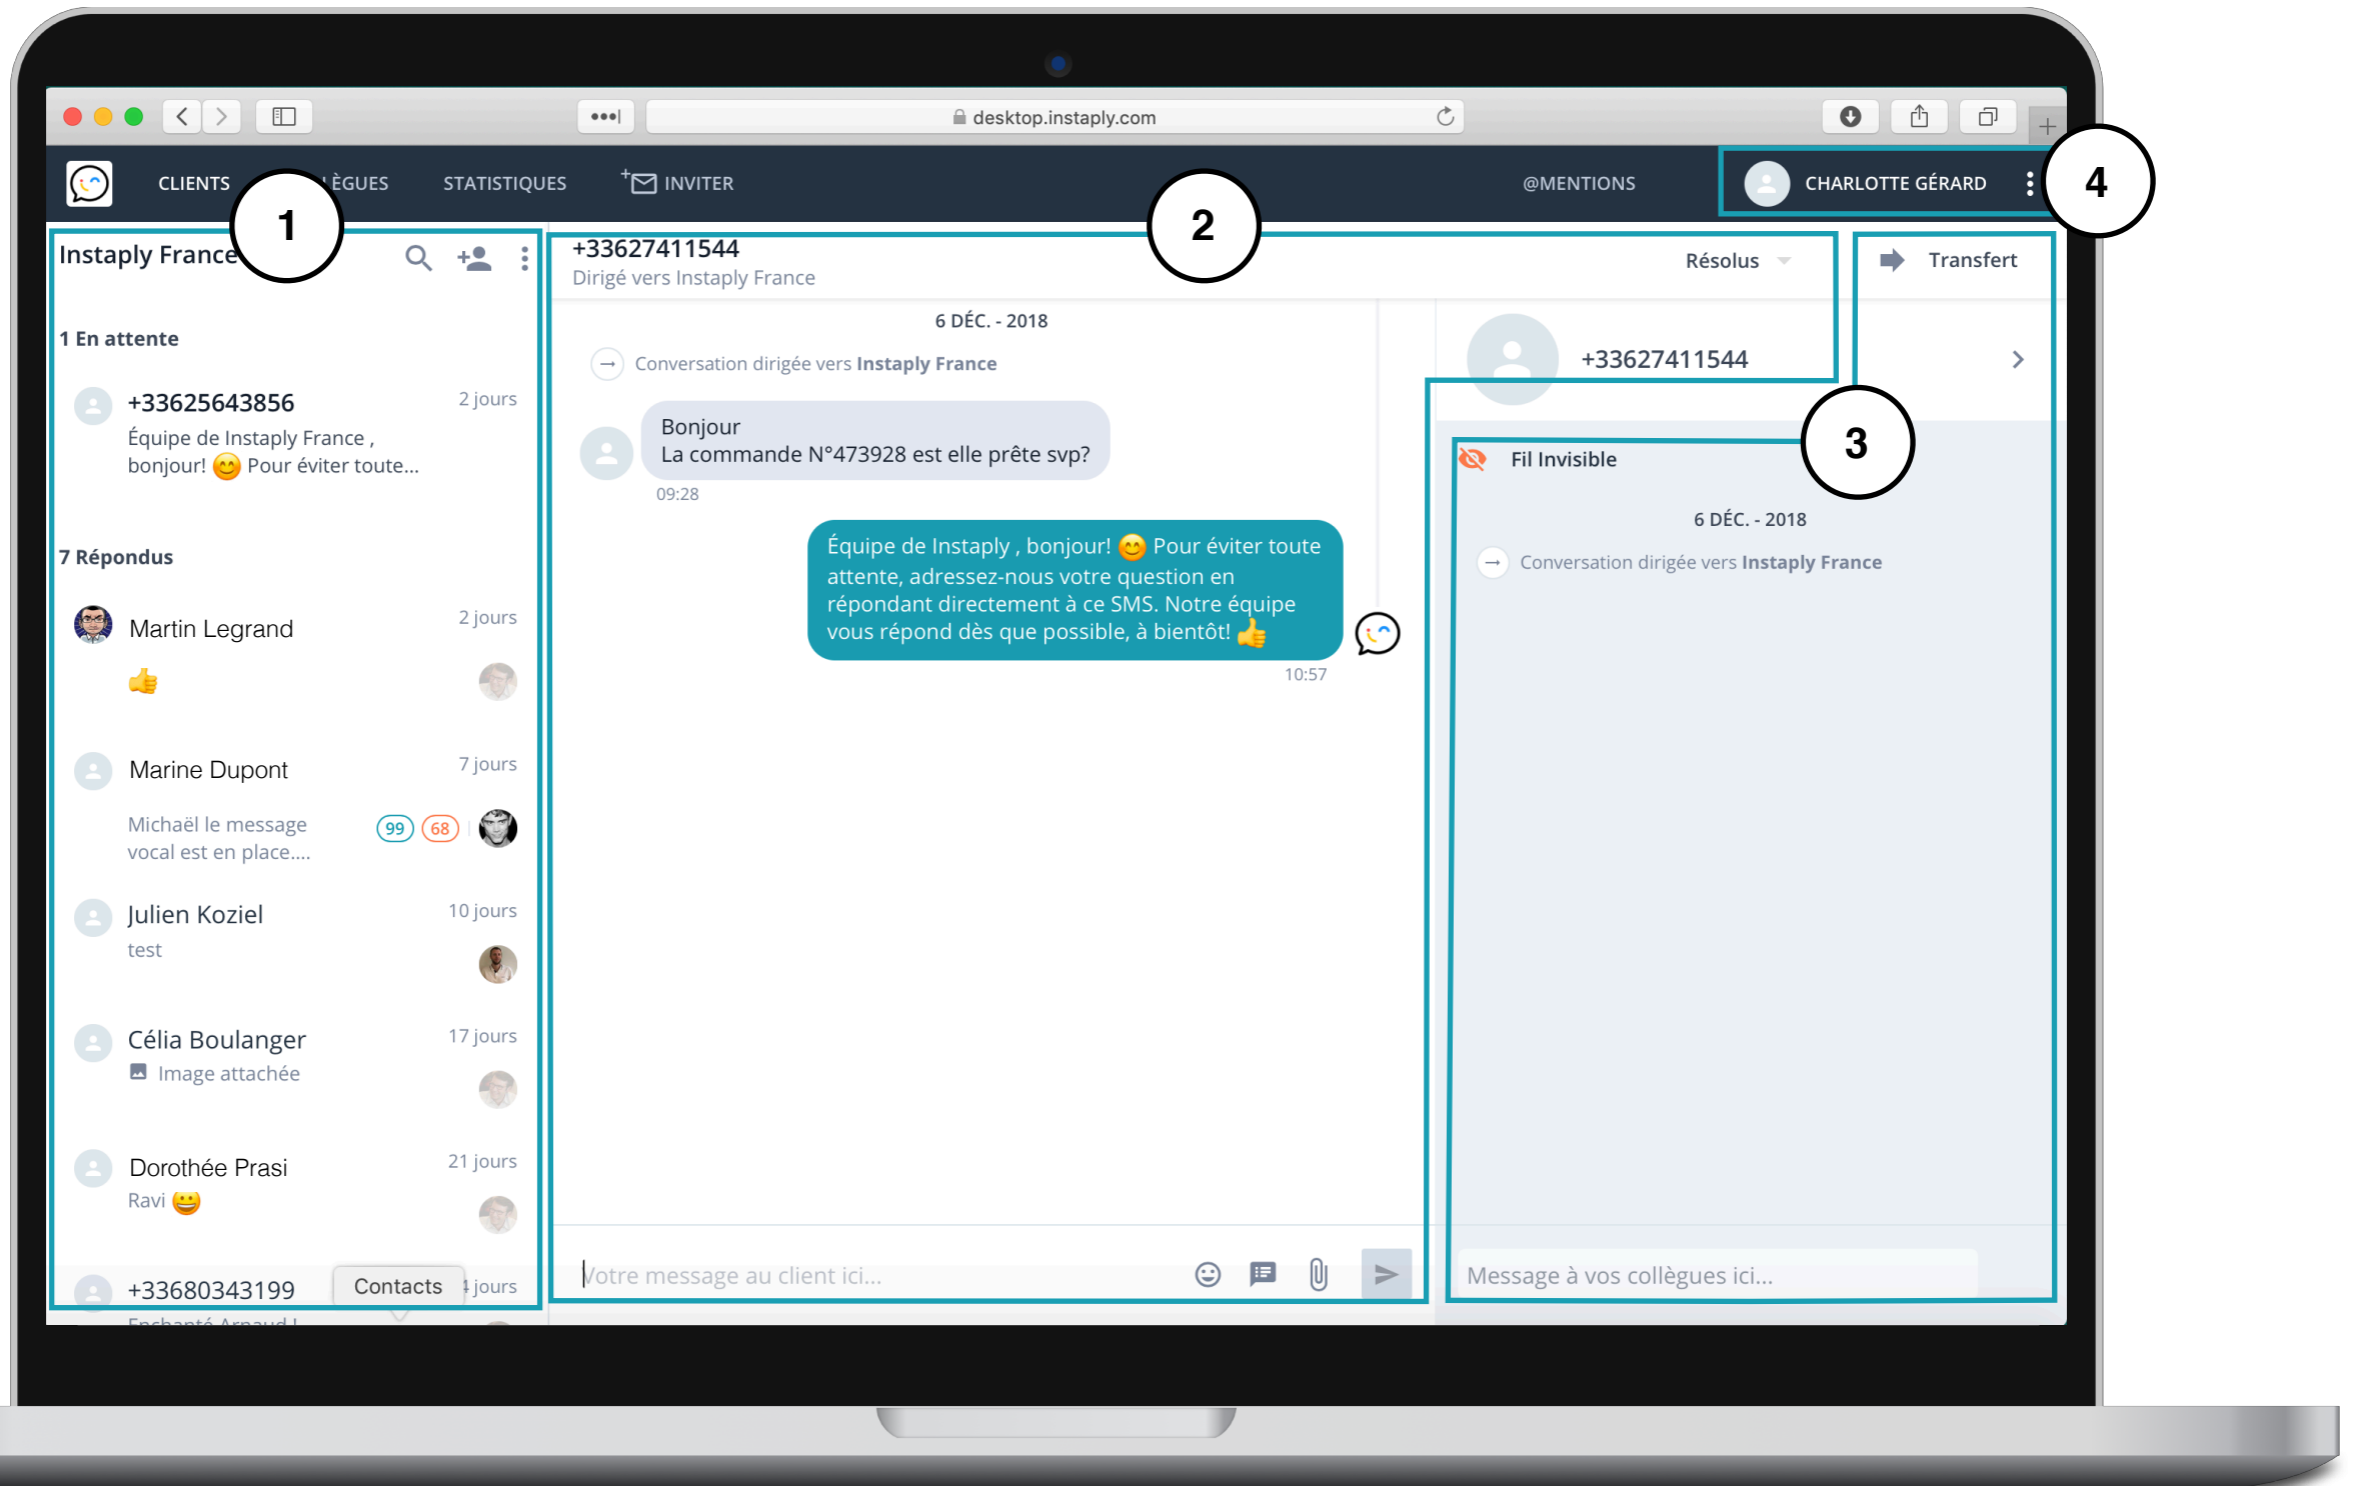 desktop.instaply.com
CLIENTS
ÈGUES
STATISTIQUES
INVITER
@MENTIONS
CHARLOTTE GÉRARD
4
1
2
Instaply France
1 En attente
+33625643856
2 jours
Équipe de Instaply France ,
bonjour! 😊 Pour éviter toute...
7 Répondus
Martin Legrand
2 jours
👍
Marine Dupont
7 jours
Michaël le message
vocal est en place....
99
68
Julien Koziel
10 jours
test
Célia Boulanger
17 jours
Image attachée
Dorothée Prasi
21 jours
Ravi 😀
+33680343199
4 jours
Contacts
Enchanté Arnaud !
+33627411544
Dirigé vers Instaply France
Résolus
6 DÉC. - 2018
Conversation dirigée vers Instaply France
Bonjour
La commande N°473928 est elle prête svp?
09:28
Équipe de Instaply , bonjour! 😊 Pour éviter toute
attente, adressez-nous votre question en
répondant directement à ce SMS. Notre équipe
vous répond dès que possible, à bientôt! 👍
10:57
Votre message au client ici...
Transfert
+33627411544
3
Fil Invisible
6 DÉC. - 2018
Conversation dirigée vers Instaply France
Message à vos collègues ici...